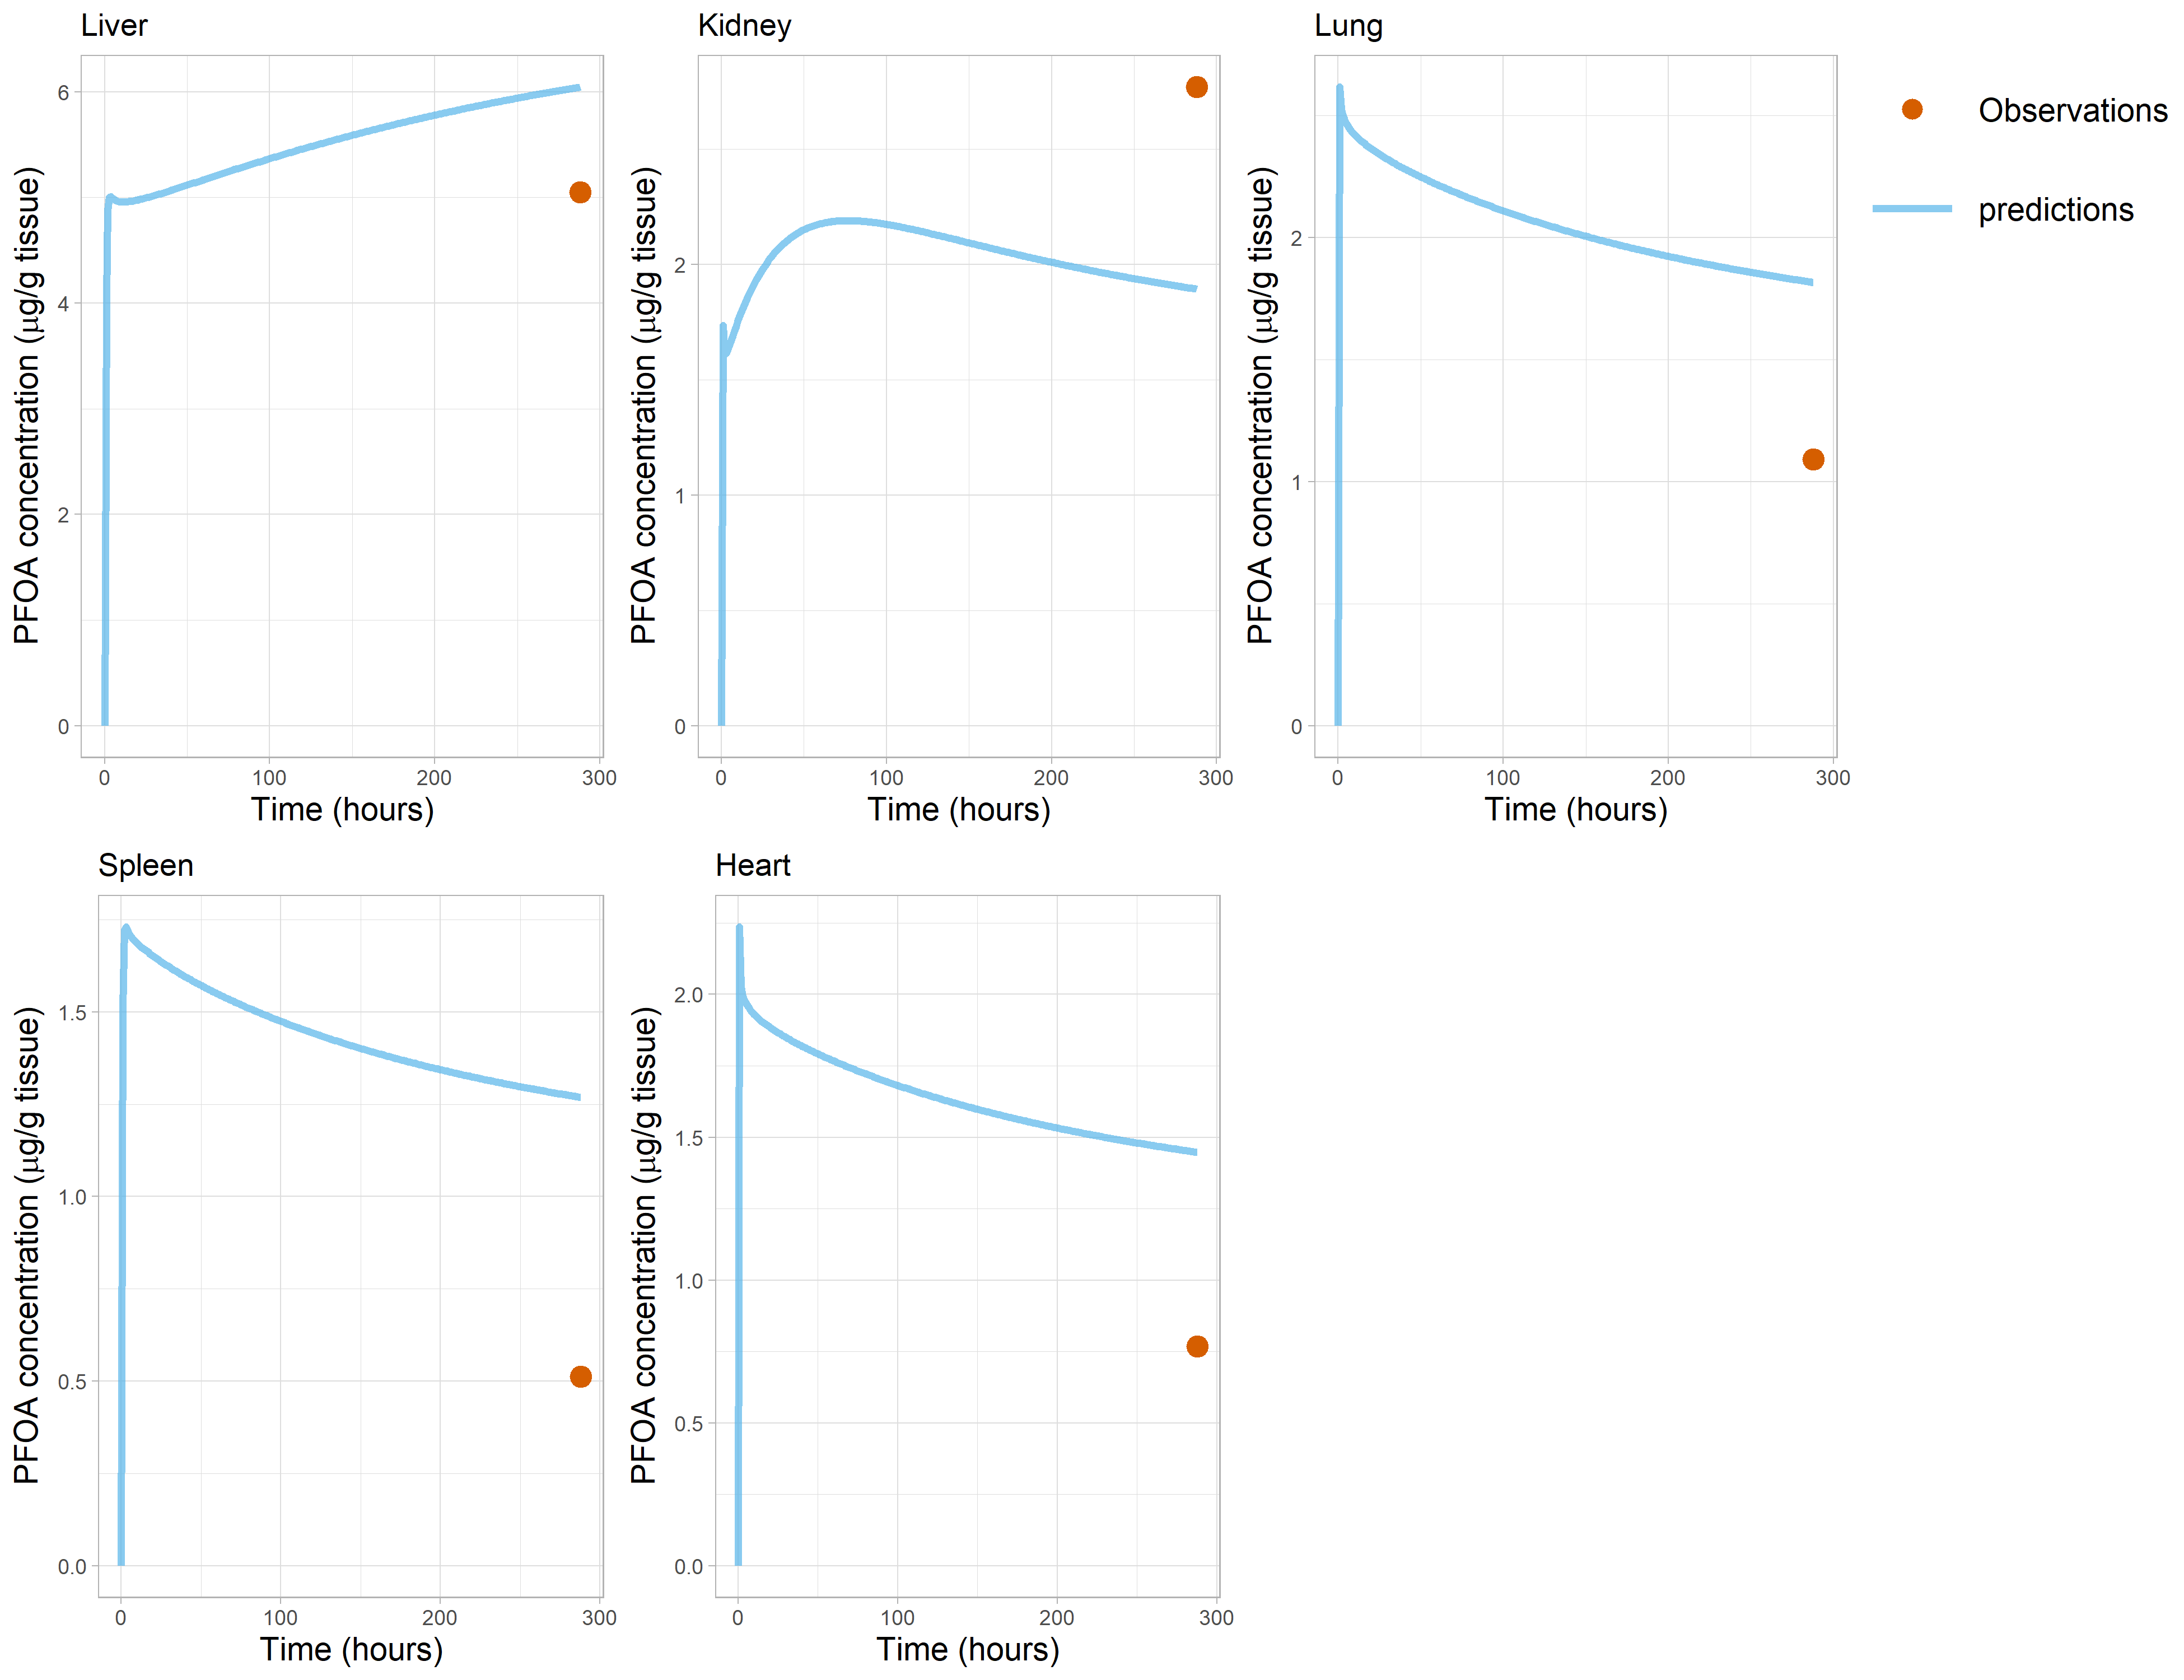 Liver
PFOA concentration (μg/g tissue)
6
4
2
0
0 100 200 300
Time (hours)
Kidney
PFOA concentration (μg/g tissue)
2
1
0
0 100 200 300
Time (hours)
Lung
PFOA concentration (μg/g tissue)
2
1
0
0 100 200 300
Time (hours)
Observations
predictions
Spleen
PFOA concentration (μg/g tissue)
1.5
1.0
0.5
0.0
0 100 200 300
Time (hours)
Heart
PFOA concentration (μg/g tissue)
2.0
1.5
1.0
0.5
0.0
0 100 200 300
Time (hours)